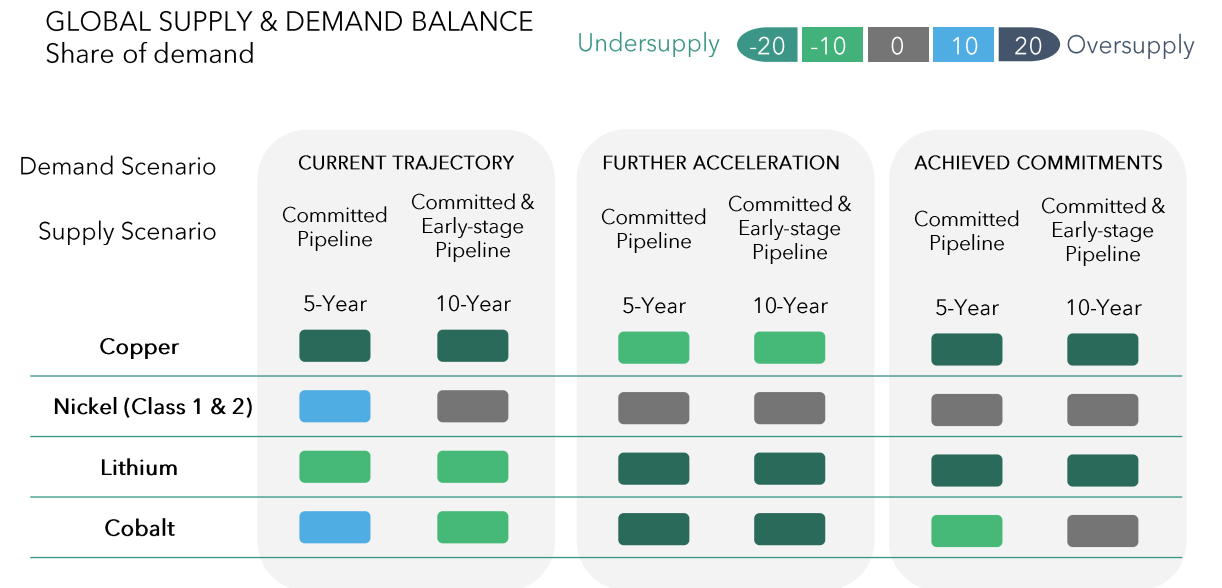 GLOBAL SUPPLY & DEMAND BALANCE
Share of demand
Undersupply -20 -10 0 10 20 Oversupply
Demand Scenario CURRENT TRAJECTORY FURTHER ACCELERATION ACHIEVED COMMITMENTS
Supply Scenario
Committed
Pipeline
Committed &
Early-stage
Pipeline
Committed
Pipeline
Committed &
Early-stage
Pipeline
Committed
Pipeline
Committed &
Early-stage
Pipeline
5-Year 10-Year 5-Year 10-Year 5-Year 10-Year
Copper
Nickel (Class 1 & 2)
Lithium
Cobalt